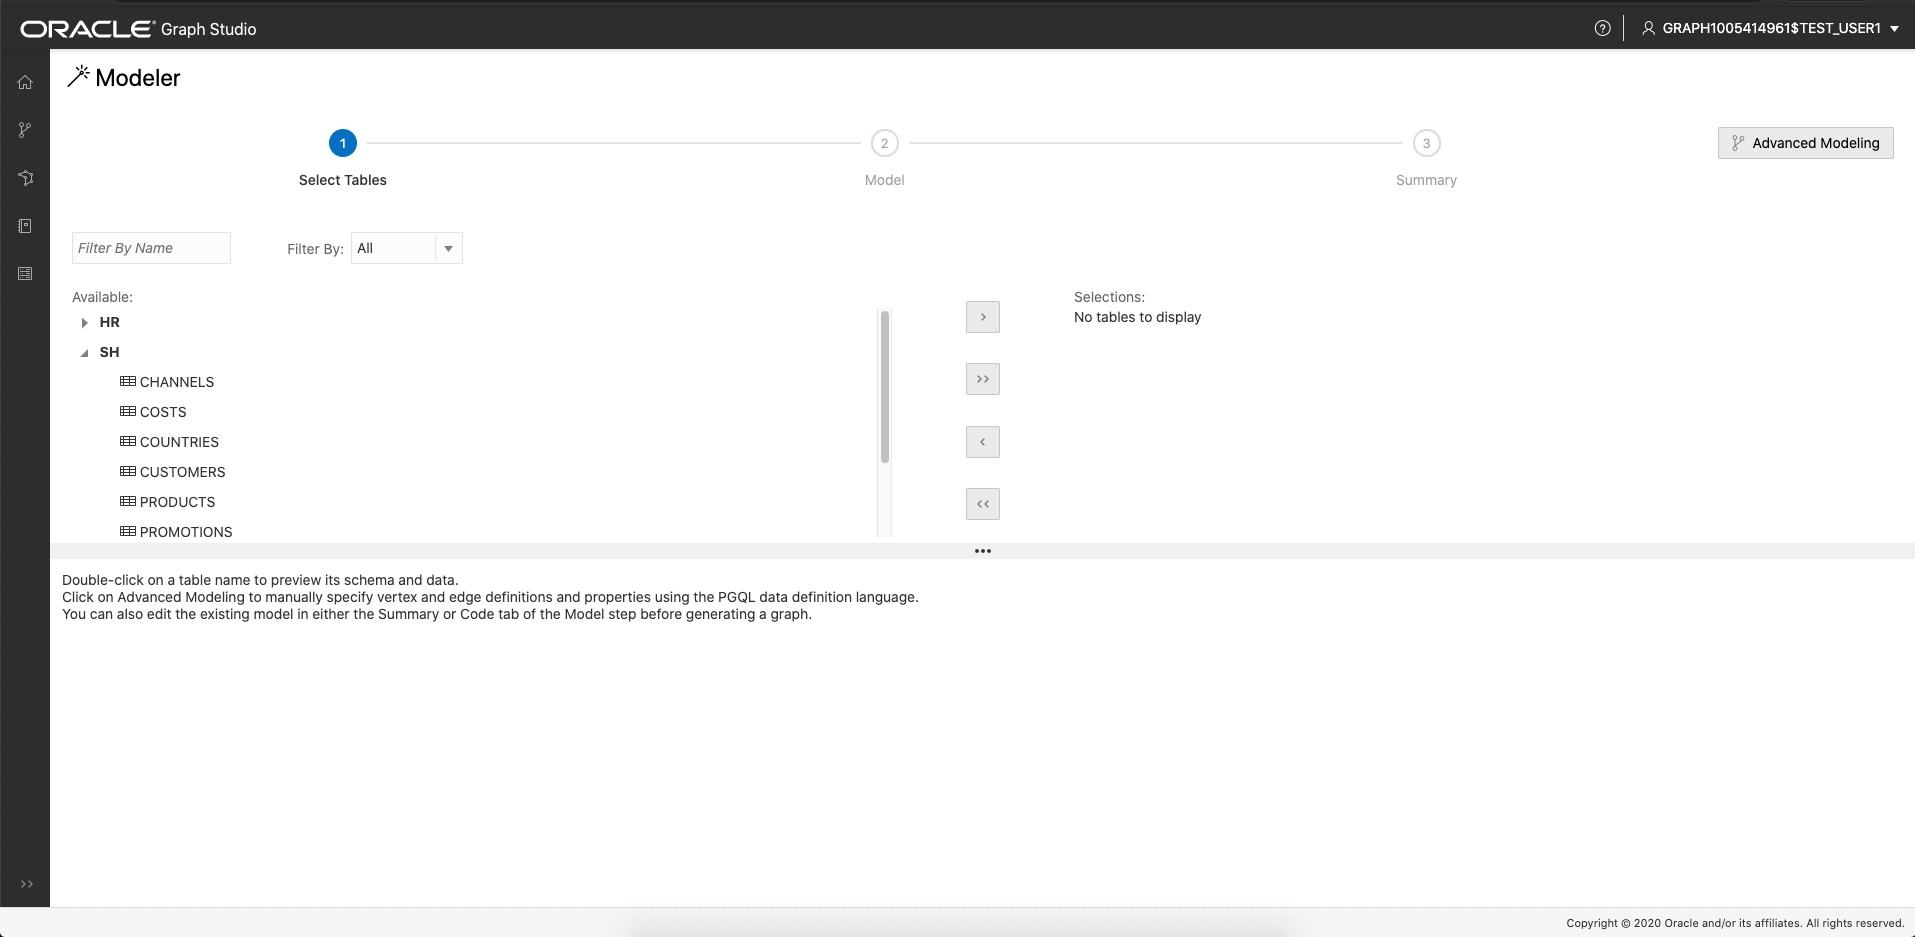 ORACLE Graph Studio
GRAPH1005414961$TEST_USER1
Modeler
1
2
3
Advanced Modeling
Select Tables
Model
Summary
Filter By Name
Filter By: All
Available:
Selections:
HR
No tables to display
SH
CHANNELS
COSTS
COUNTRIES
CUSTOMERS
PRODUCTS
PROMOTIONS
Double-click on a table name to preview its schema and data.
Click on Advanced Modeling to manually specify vertex and edge definitions and properties using the PGQL data definition language.
You can also edit the existing model in either the Summary or Code tab of the Model step before generating a graph.
Copyright © 2020 Oracle and/or its affiliates. All rights reserved.